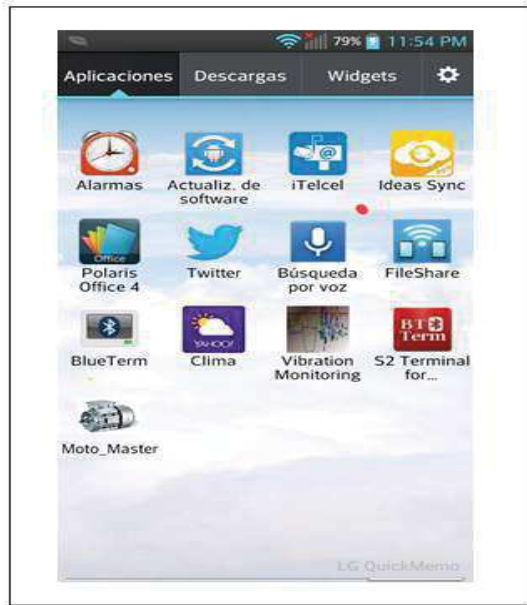 79% 11:54 PM
Aplicaciones Descargas Widgets
Alarmas Actualiz. de software iTelcel Ideas Sync
Office
Polaris Office 4 Twitter Búsqueda por voz FileShare
YAHOO!
BT Term
BlueTerm Clima Vibration Monitoring S2 Terminal for...
Moto_Master
LG QuickMemo